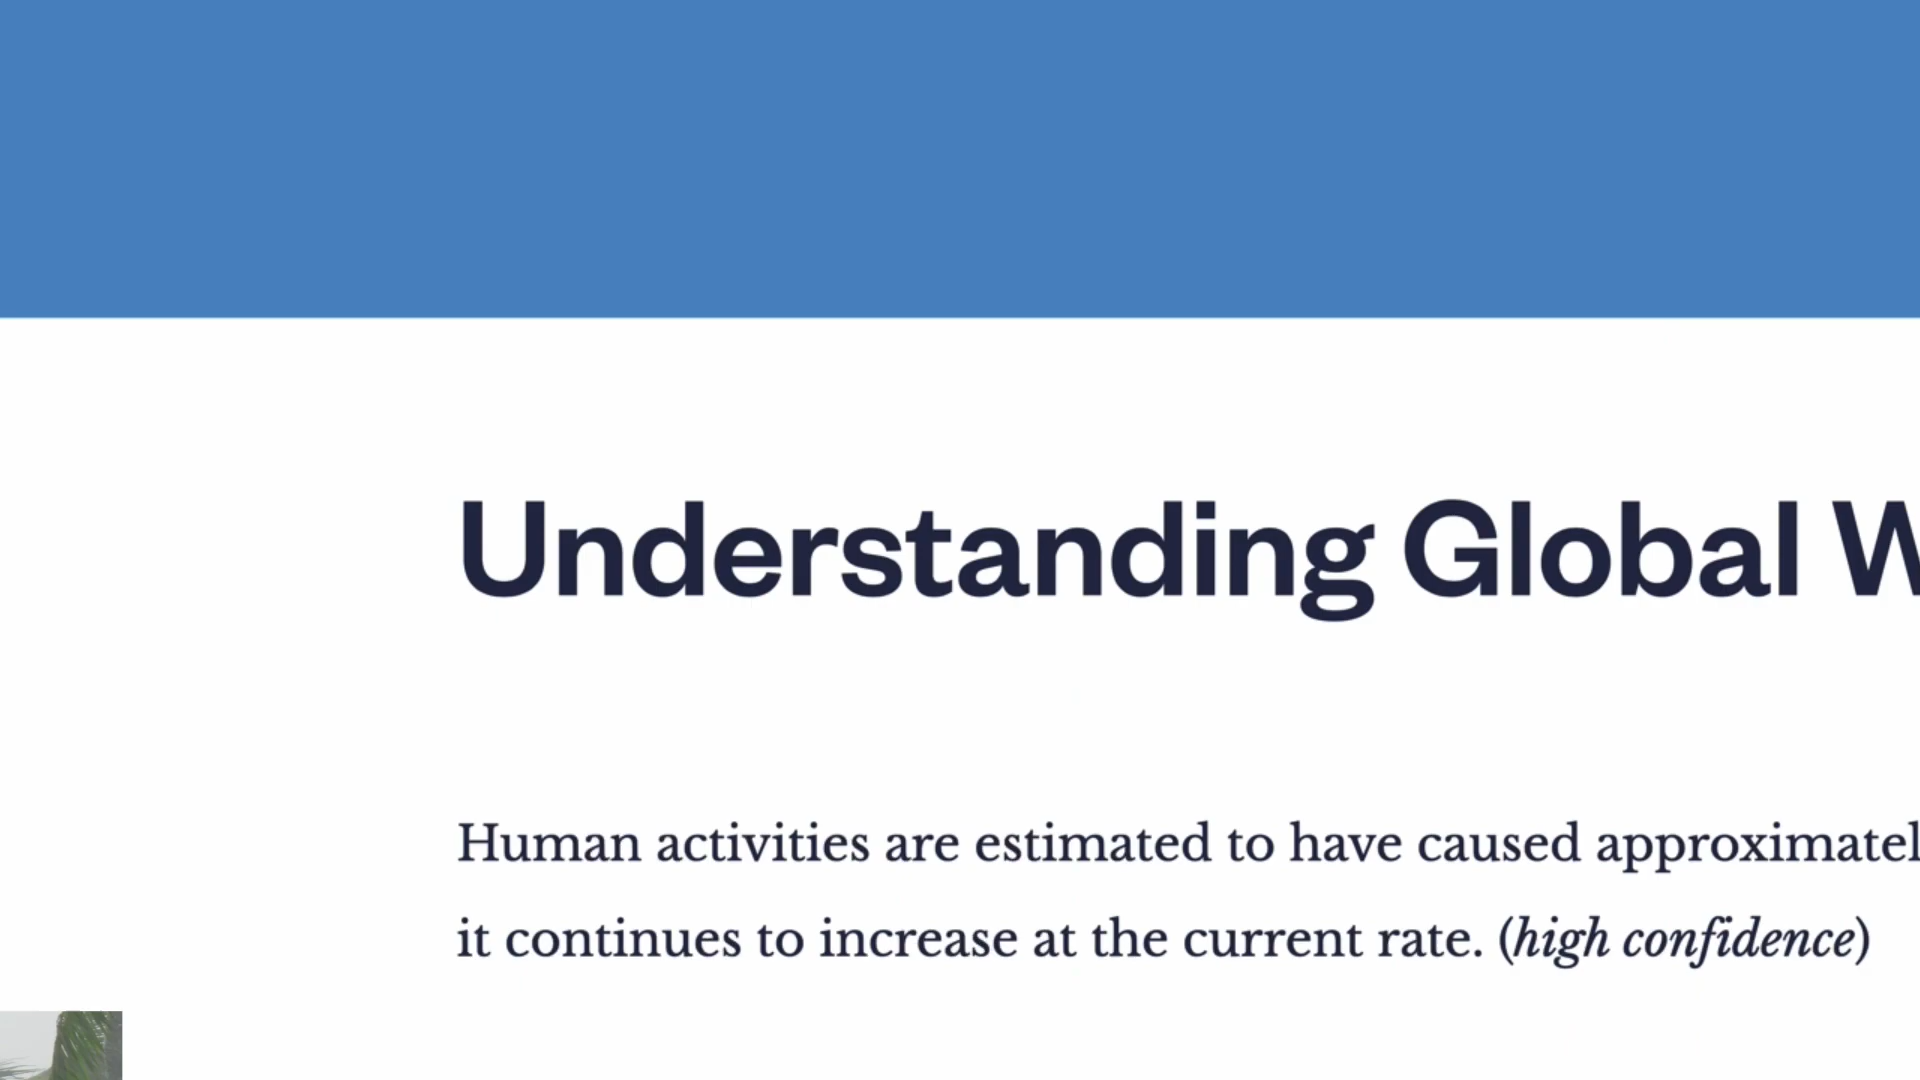 Understanding Global
Human activities are estimated to have caused
it continues to increase at the current rate. (high confidence)